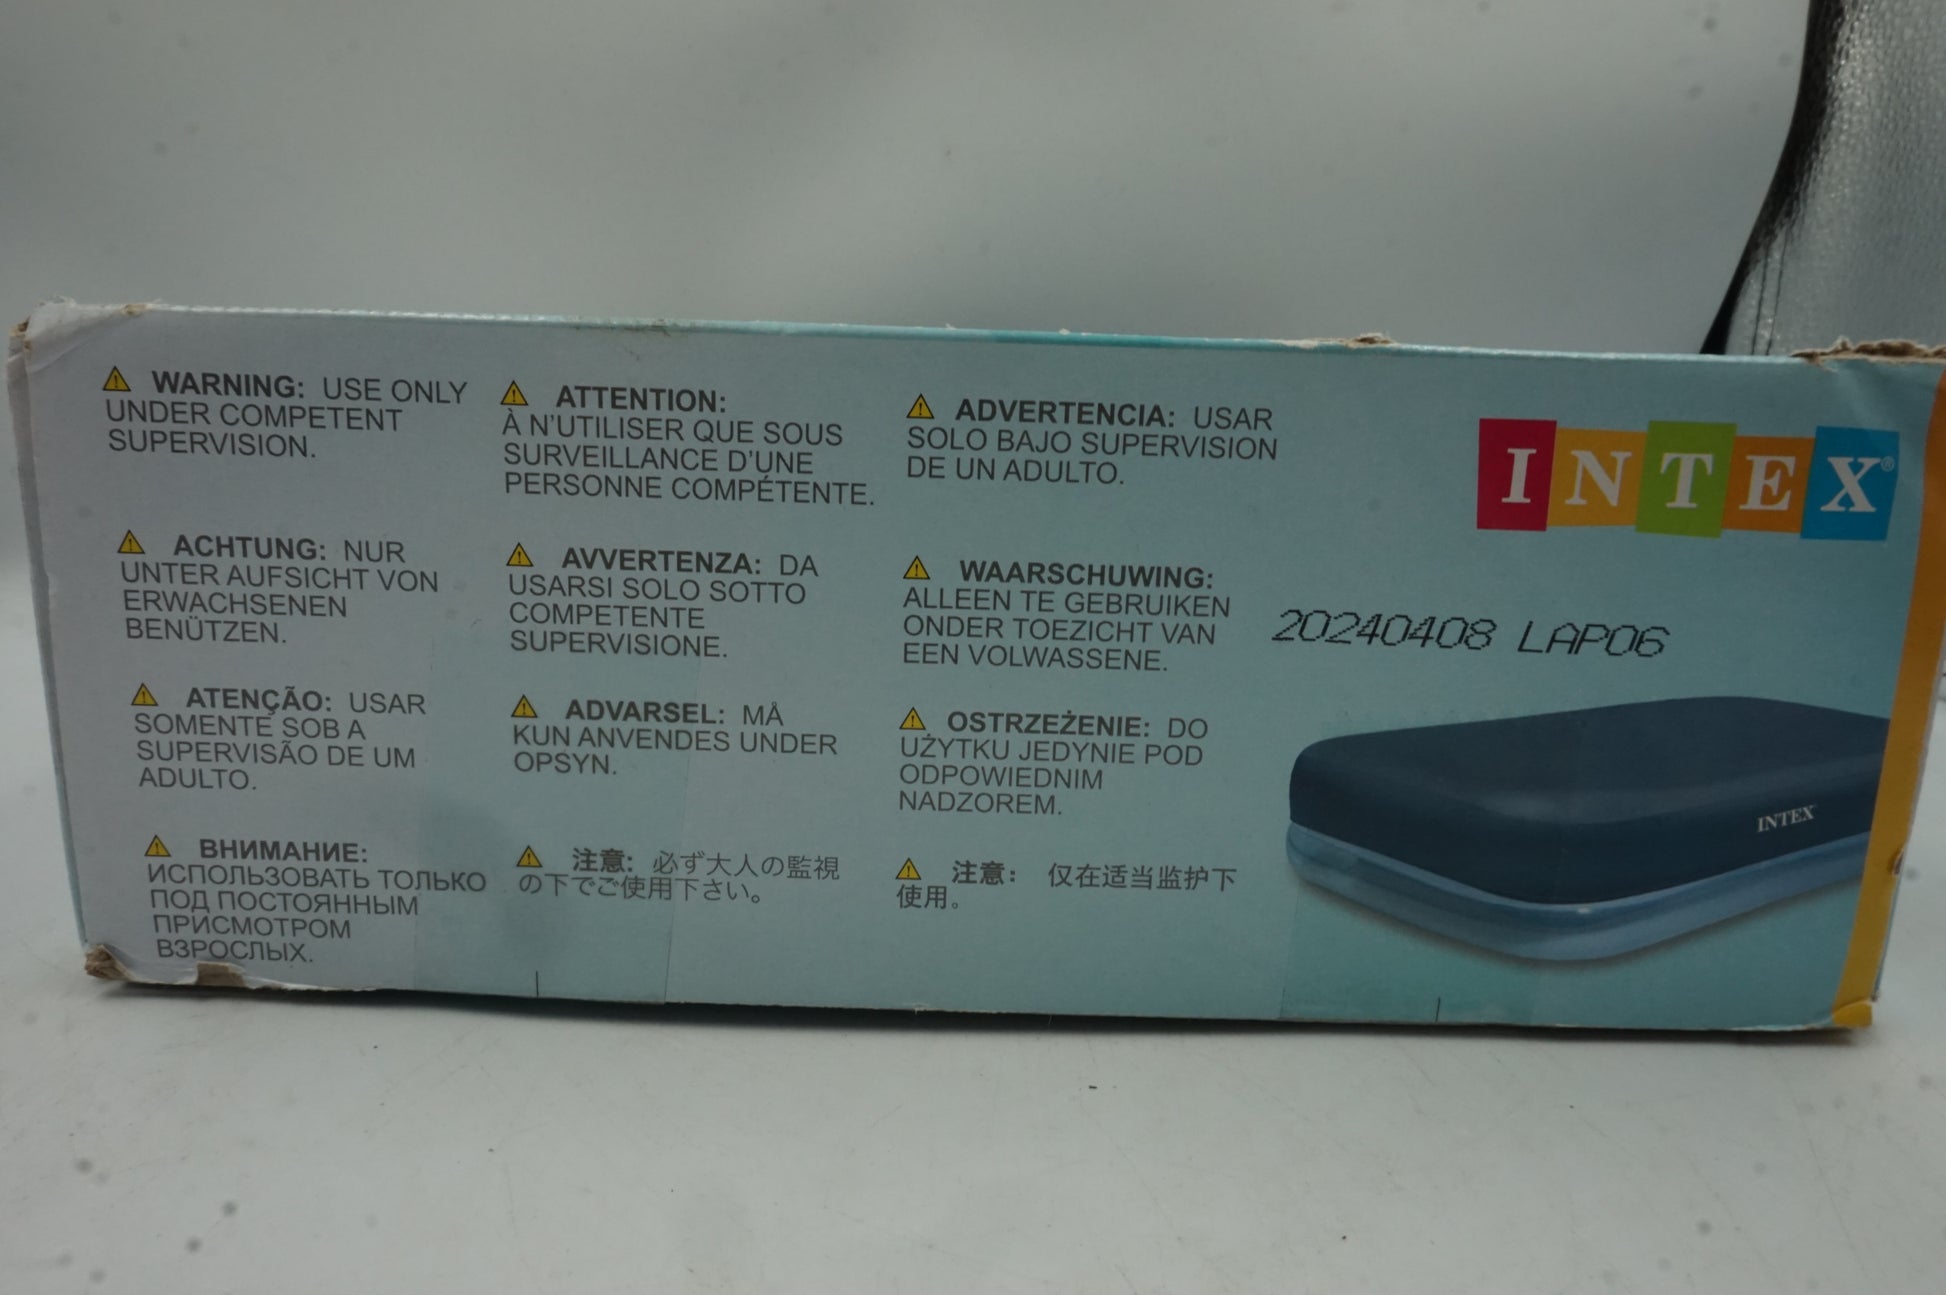 WARNING: USE ONLY
UNDER COMPETENT
SUPERVISION.
ATTENTION:
À N'UTILISER QUE SOUS
SURVEILLANCE D'UNE
PERSONNE COMPÉTENTE.
ADVERTENCIA: USAR
SOLO BAJO SUPERVISION
DE UN ADULTO.
INTEX®
ACHTUNG: NUR
UNTER AUFSICHT VON
ERWACHSENEN
BENÜTZEN.
AVVERTENZA: DA
USARSI SOLO SOTTO
COMPETENTE
SUPERVISIONE.
WAARSCHUWING:
ALLEEN TE GEBRUIKEN
ONDER TOEZICHT VAN
EEN VOLWASSENE.
20240408 LAP06
ATENÇÃO: USAR
SOMENTE SOB A
SUPERVISÃO DE UM
ADULTO.
ADVARSEL: MÅ
KUN ANVENDES UNDER
OPSYN.
OSTRZEŻENIE: DO
UŻYTKU JEDYNIE POD
ODPOWIEDNIM
NADZOREM.
INTEX
ВНИМАНИЕ:
ИСПОЛЬЗОВАТЬ ТОЛЬКО
ПОД ПОСТОЯННЫМ
ПРИСМОТРОМ
ВЗРОСЛЫХ.
注意: 必ず大人の監視
の下でご使用下さい。
注意： 仅在适当监护下
使用。